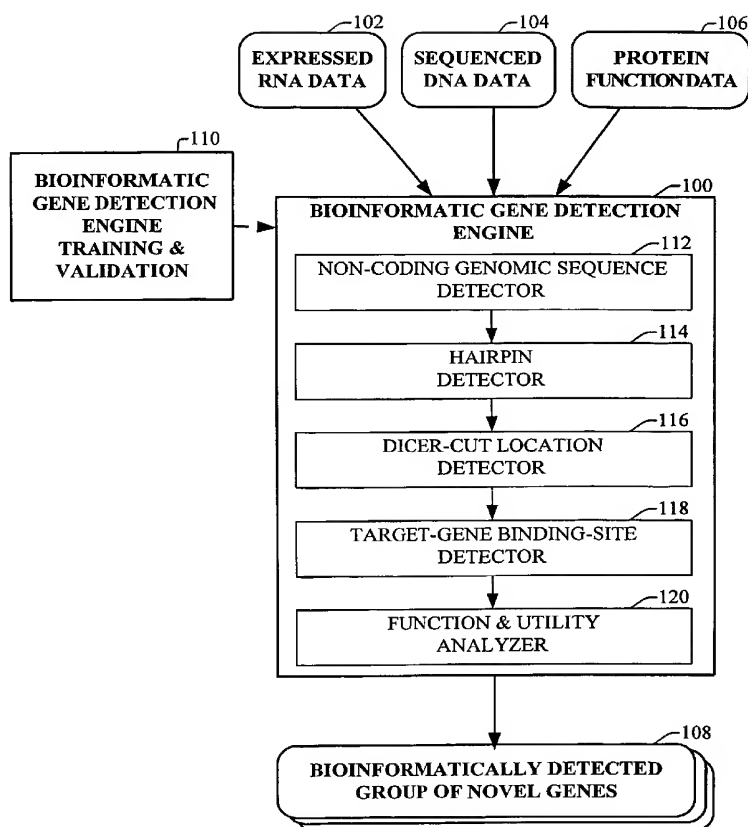 102
104
106
EXPRESSED
RNA DATA
SEQUENCED
DNA DATA
PROTEIN
FUNCTION DATA
110
BIOINFORMATIC
GENE DETECTION
ENGINE
TRAINING &
VALIDATION
100
BIOINFORMATIC GENE DETECTION
ENGINE
112
NON-CODING GENOMIC SEQUENCE
DETECTOR
114
HAIRPIN
DETECTOR
116
DICER-CUT LOCATION
DETECTOR
118
TARGET-GENE BINDING-SITE
DETECTOR
120
FUNCTION & UTILITY
ANALYZER
108
BIOINFORMATICALLY DETECTED
GROUP OF NOVEL GENES